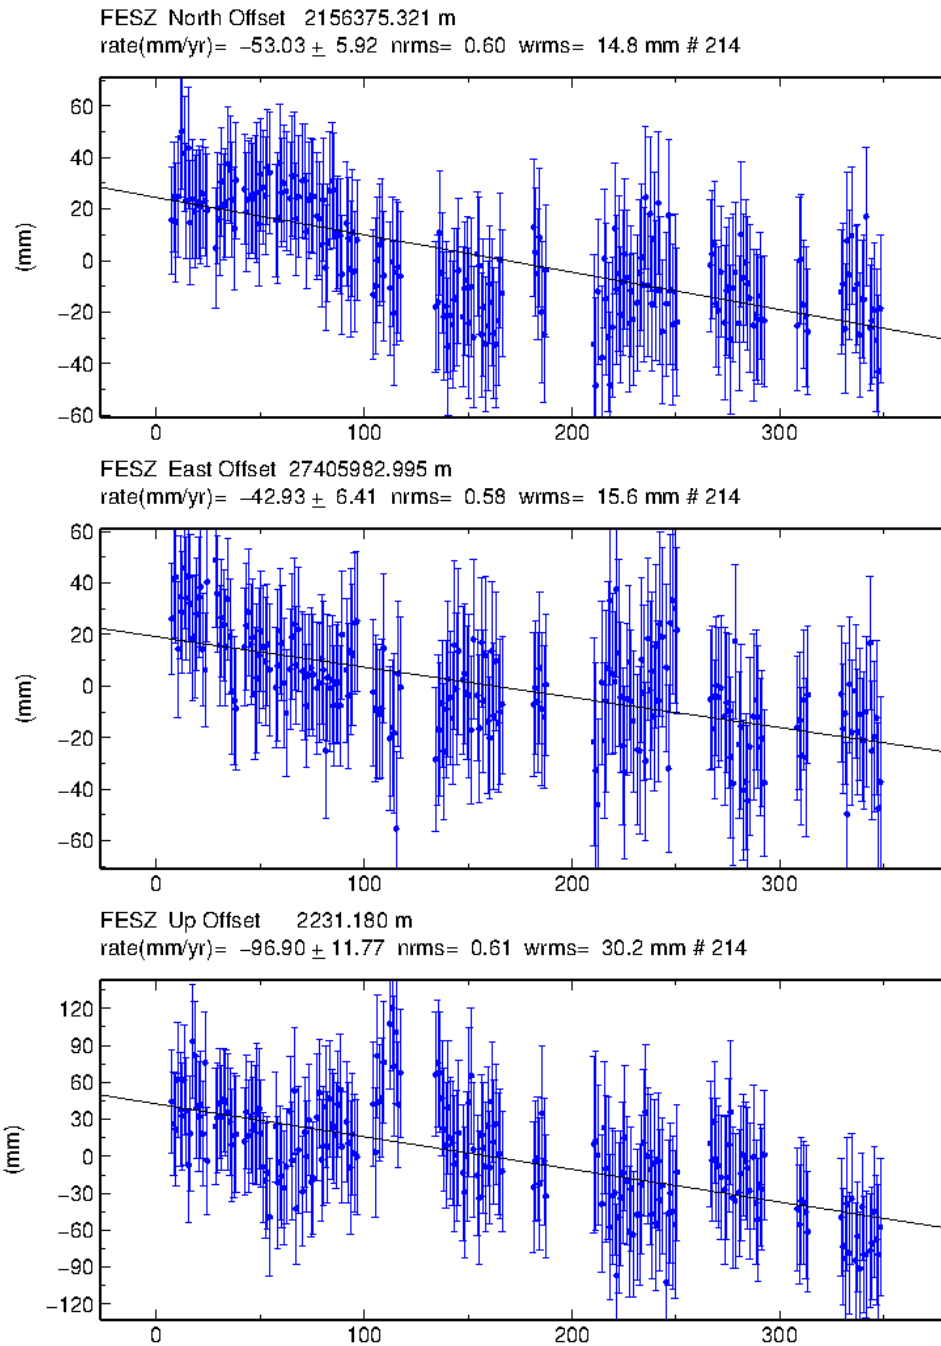 FESZ North Offset 2156375.321 m
rate(mm/yr)= −53.03 ± 5.92 nrms= 0.60 wrms= 14.8 mm # 214
60
40
20
0
−20
−40
−60
(mm)
0 100 200 300
FESZ East Offset 27405982.995 m
rate(mm/yr)= −42.93 ± 6.41 nrms= 0.58 wrms= 15.6 mm # 214
60
40
20
0
−20
−40
−60
(mm)
0 100 200 300
FESZ Up Offset 2231.180 m
rate(mm/yr)= −96.90 ± 11.77 nrms= 0.61 wrms= 30.2 mm # 214
120
90
60
30
0
−30
−60
−90
−120
(mm)
0 100 200 300